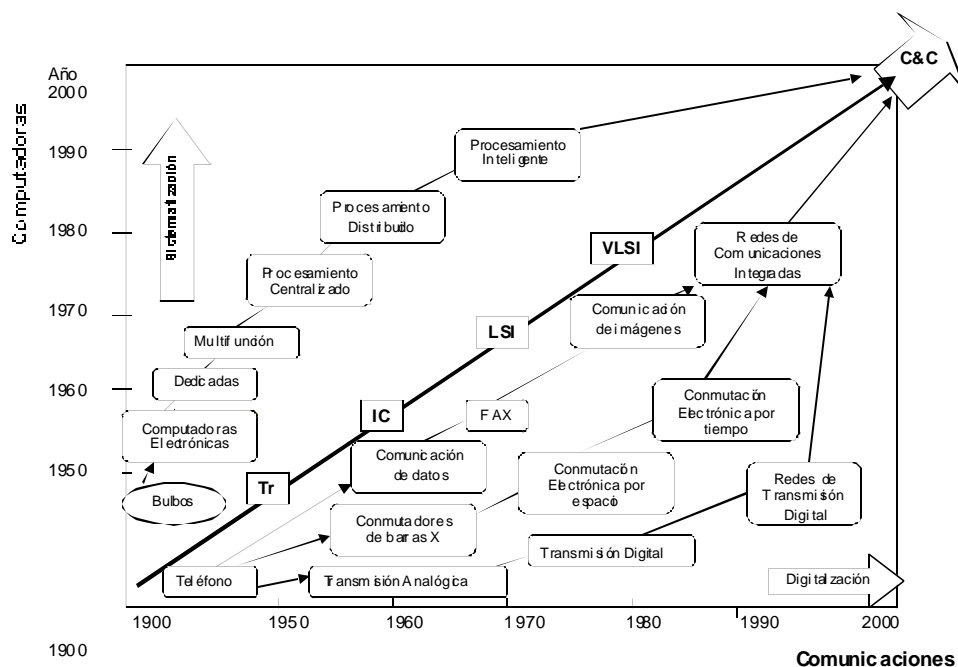 C&C
Año
2000
1990
1980
1970
1960
1950
1900
Computadoras
Sistematización
Procesamiento
Inteligente
Procesamiento
Distribuido
Procesamiento
Centralizado
Multifunción
Dedicadas
Computadoras
Electrónicas
Bulbos
VLSI
LSI
IC
Tr
Redes de
Comunicaciones
Integradas
Comunicación
de imágenes
FAX
Comunicación
de datos
Conmutación
Electrónica por
tiempo
Conmutación
Electrónica por
espacio
Conmutadores
de barras X
Redes de
Transmisión
Digital
Transmisión Digital
Teléfono
Transmisión Analógica
Digitalización
1900
1950
1960
1970
1980
1990
2000
Comunicaciones